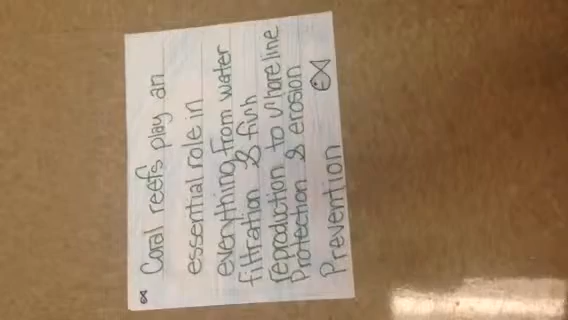 Coral reefs play an
essential role in
everything from water
filtration & fish
reproduction to shoreline
Protection & erosion
Prevention